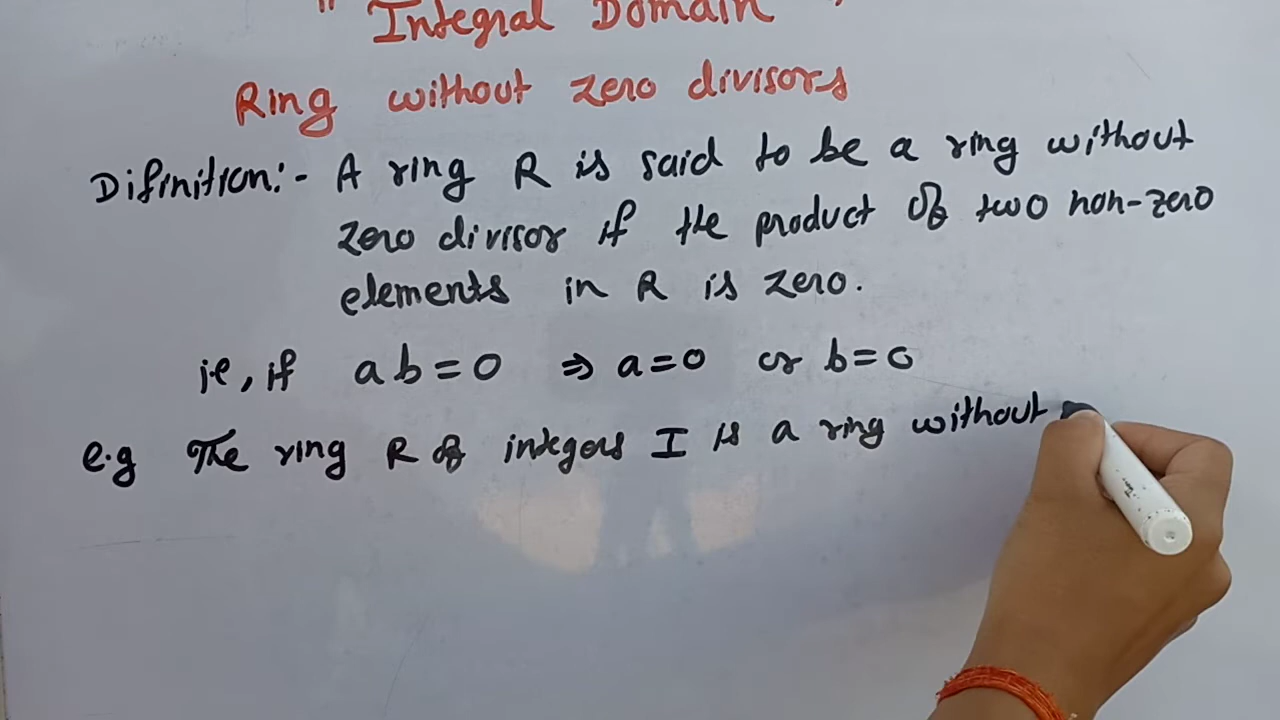 " Integral Domain "
Ring without zero divisors
Difinition:- A ring R is said to be a ring without
zero divisor if the product of two non-zero
elements in R is zero.
ie, if ab=0 ⇒ a=0 or b=0
e.g The ring R of integers I is a ring without